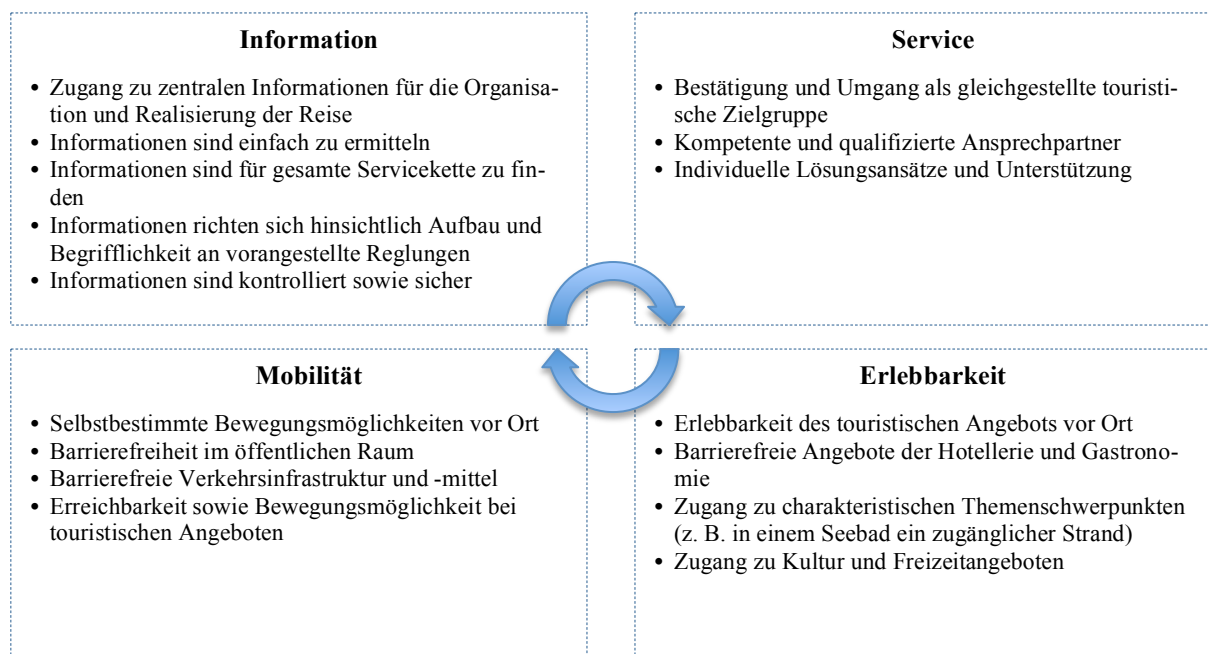 Information
• Zugang zu zentralen Informationen für die Organisa-
tion und Realisierung der Reise
• Informationen sind einfach zu ermitteln
• Informationen sind für gesamte Servicekette zu fin-
den
• Informationen richten sich hinsichtlich Aufbau und
Begrifflichkeit an vorangestellte Reglungen
• Informationen sind kontrolliert sowie sicher
Service
• Bestätigung und Umgang als gleichgestellte touristi-
sche Zielgruppe
• Kompetente und qualifizierte Ansprechpartner
• Individuelle Lösungsansätze und Unterstützung
Mobilität
• Selbstbestimmte Bewegungsmöglichkeiten vor Ort
• Barrierefreiheit im öffentlichen Raum
• Barrierefreie Verkehrsinfrastruktur und -mittel
• Erreichbarkeit sowie Bewegungsmöglichkeit bei
touristischen Angeboten
Erlebbarkeit
• Erlebbarkeit des touristischen Angebots vor Ort
• Barrierefreie Angebote der Hotellerie und Gastrono-
mie
• Zugang zu charakteristischen Themenschwerpunkten
(z. B. in einem Seebad ein zugänglicher Strand)
• Zugang zu Kultur und Freizeitangeboten